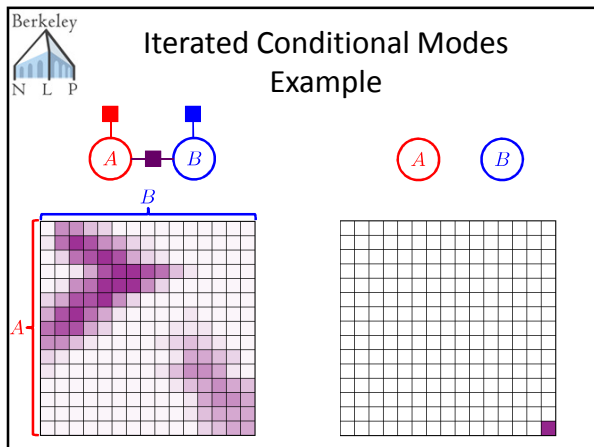 Berkeley
N L P
Iterated Conditional Modes
Example
A B A B
B
A